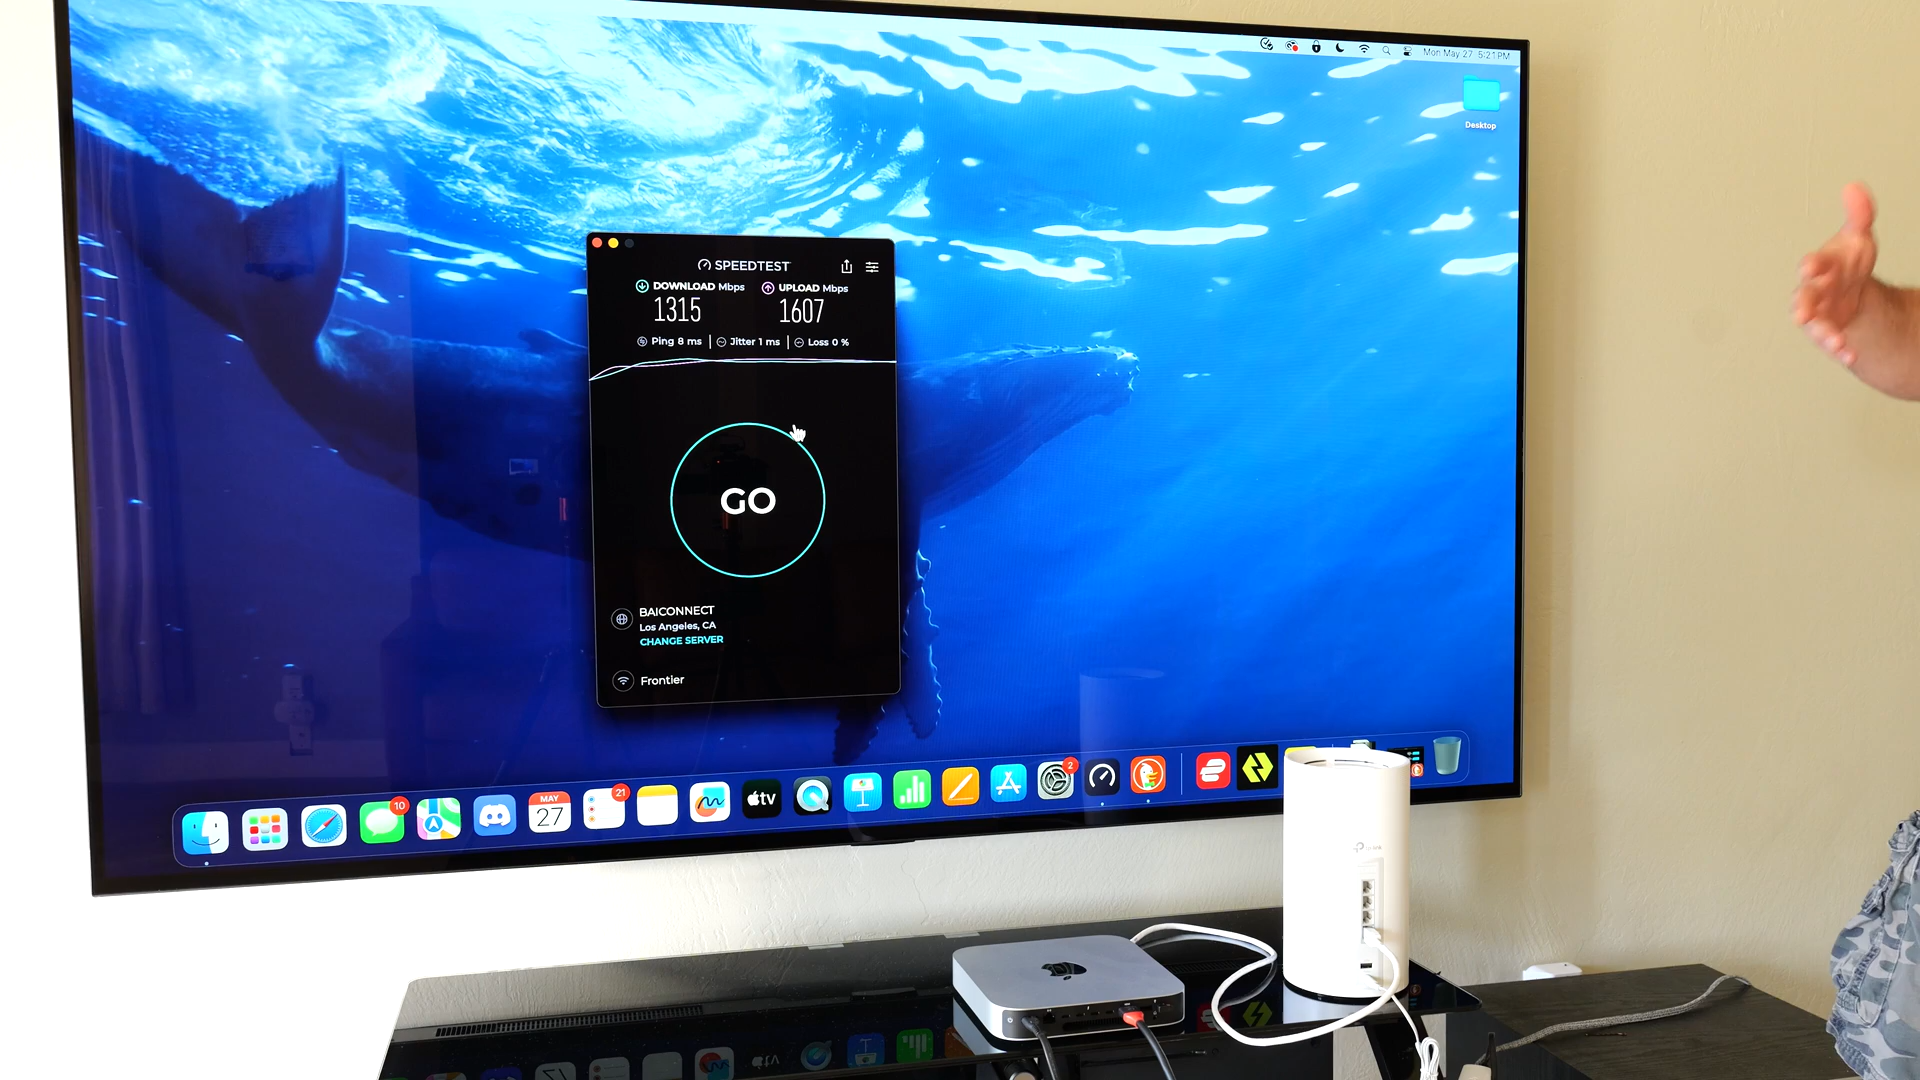 Mon May 27 5:21 PM
Desktop
SPEEDTEST
DOWNLOAD Mbps
UPLOAD Mbps
1315
1607
Ping 8 ms
Jitter 1 ms
Loss 0 %
GO
BAICONNECT
Los Angeles, CA
CHANGE SERVER
Frontier
10
MAY
27
21
tv
2